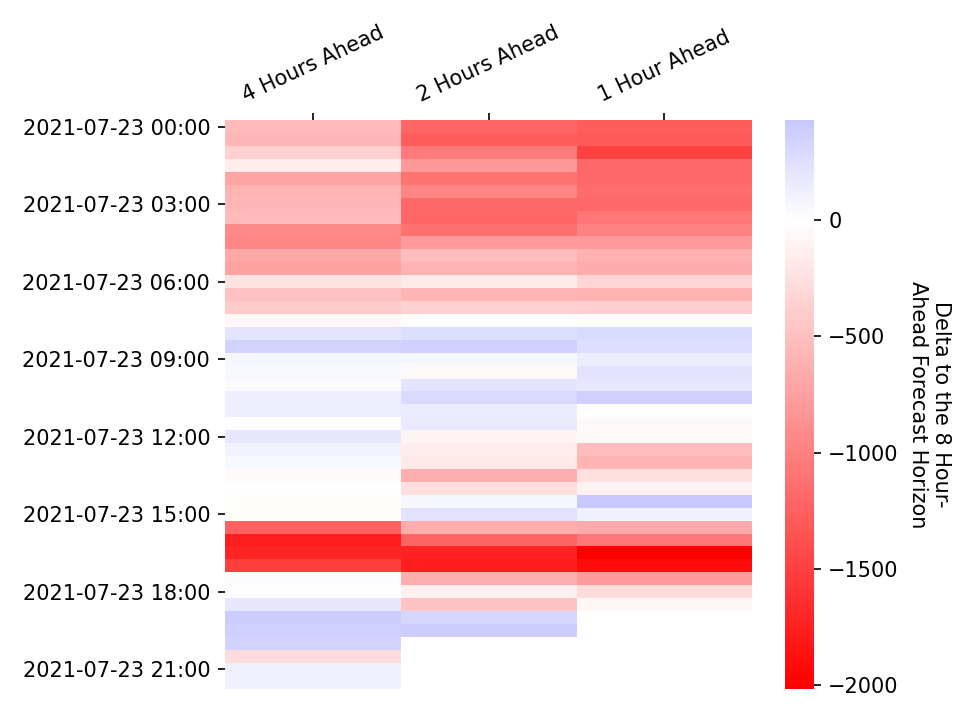 4 Hours Ahead
2 Hours Ahead
1 Hour Ahead
2021-07-23 00:00
2021-07-23 03:00
2021-07-23 06:00
2021-07-23 09:00
2021-07-23 12:00
2021-07-23 15:00
2021-07-23 18:00
2021-07-23 21:00
0
−500
−1000
−1500
−2000
Delta to the 8 Hour-
Ahead Forecast Horizon